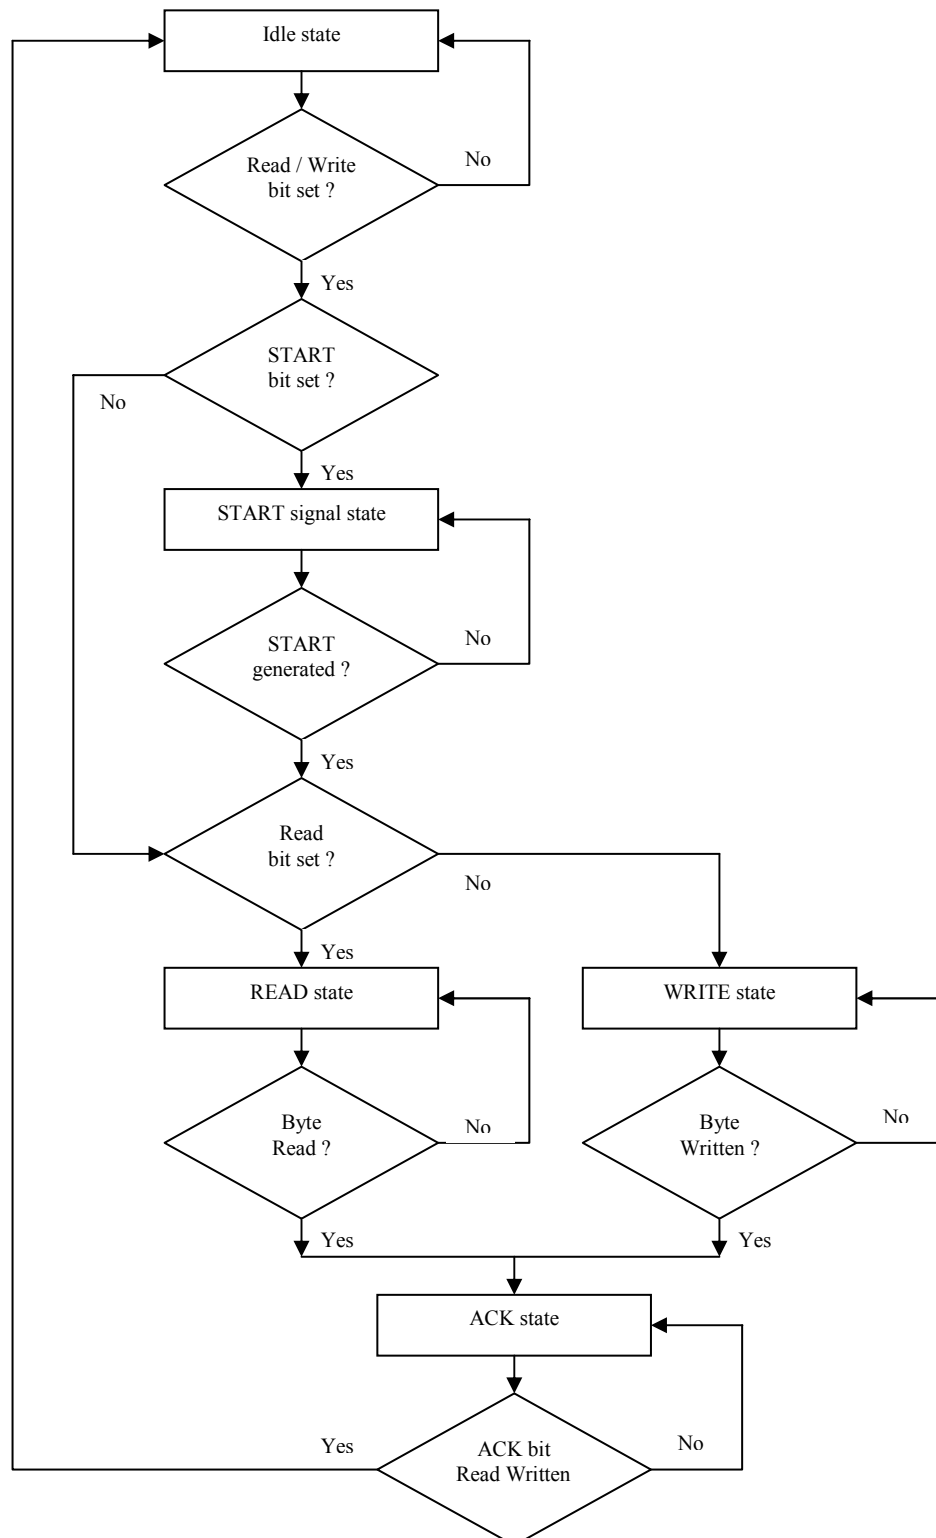 Idle state
Read / Write
bit set ?
No
Yes
START
bit set ?
No
Yes
START signal state
START
generated ?
No
Yes
Read
bit set ?
No
Yes
READ state
WRITE state
Byte
Read ?
No
Byte
Written ?
No
Yes
Yes
ACK state
Yes
ACK bit
Read Written
No